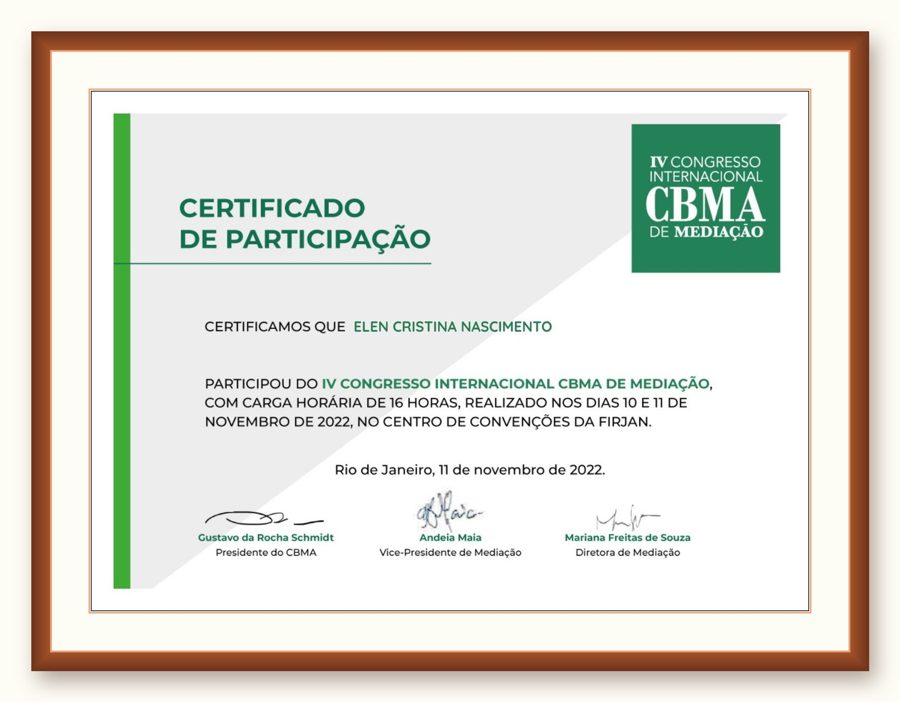 IV CONGRESSO
INTERNACIONAL
CBMA
DE MEDIAÇÃO
CERTIFICADO
DE PARTICIPAÇÃO
CERTIFICAMOS QUE ELEN CRISTINA NASCIMENTO
PARTICIPOU DO IV CONGRESSO INTERNACIONAL CBMA DE MEDIAÇÃO,
COM CARGA HORÁRIA DE 16 HORAS, REALIZADO NOS DIAS 10 E 11 DE
NOVEMBRO DE 2022, NO CENTRO DE CONVENÇÕES DA FIRJAN.
Rio de Janeiro, 11 de novembro de 2022.
Gustavo da Rocha Schmidt
Presidente do CBMA
Andeia Maia
Vice-Presidente de Mediação
Mariana Freitas de Souza
Diretora de Mediação